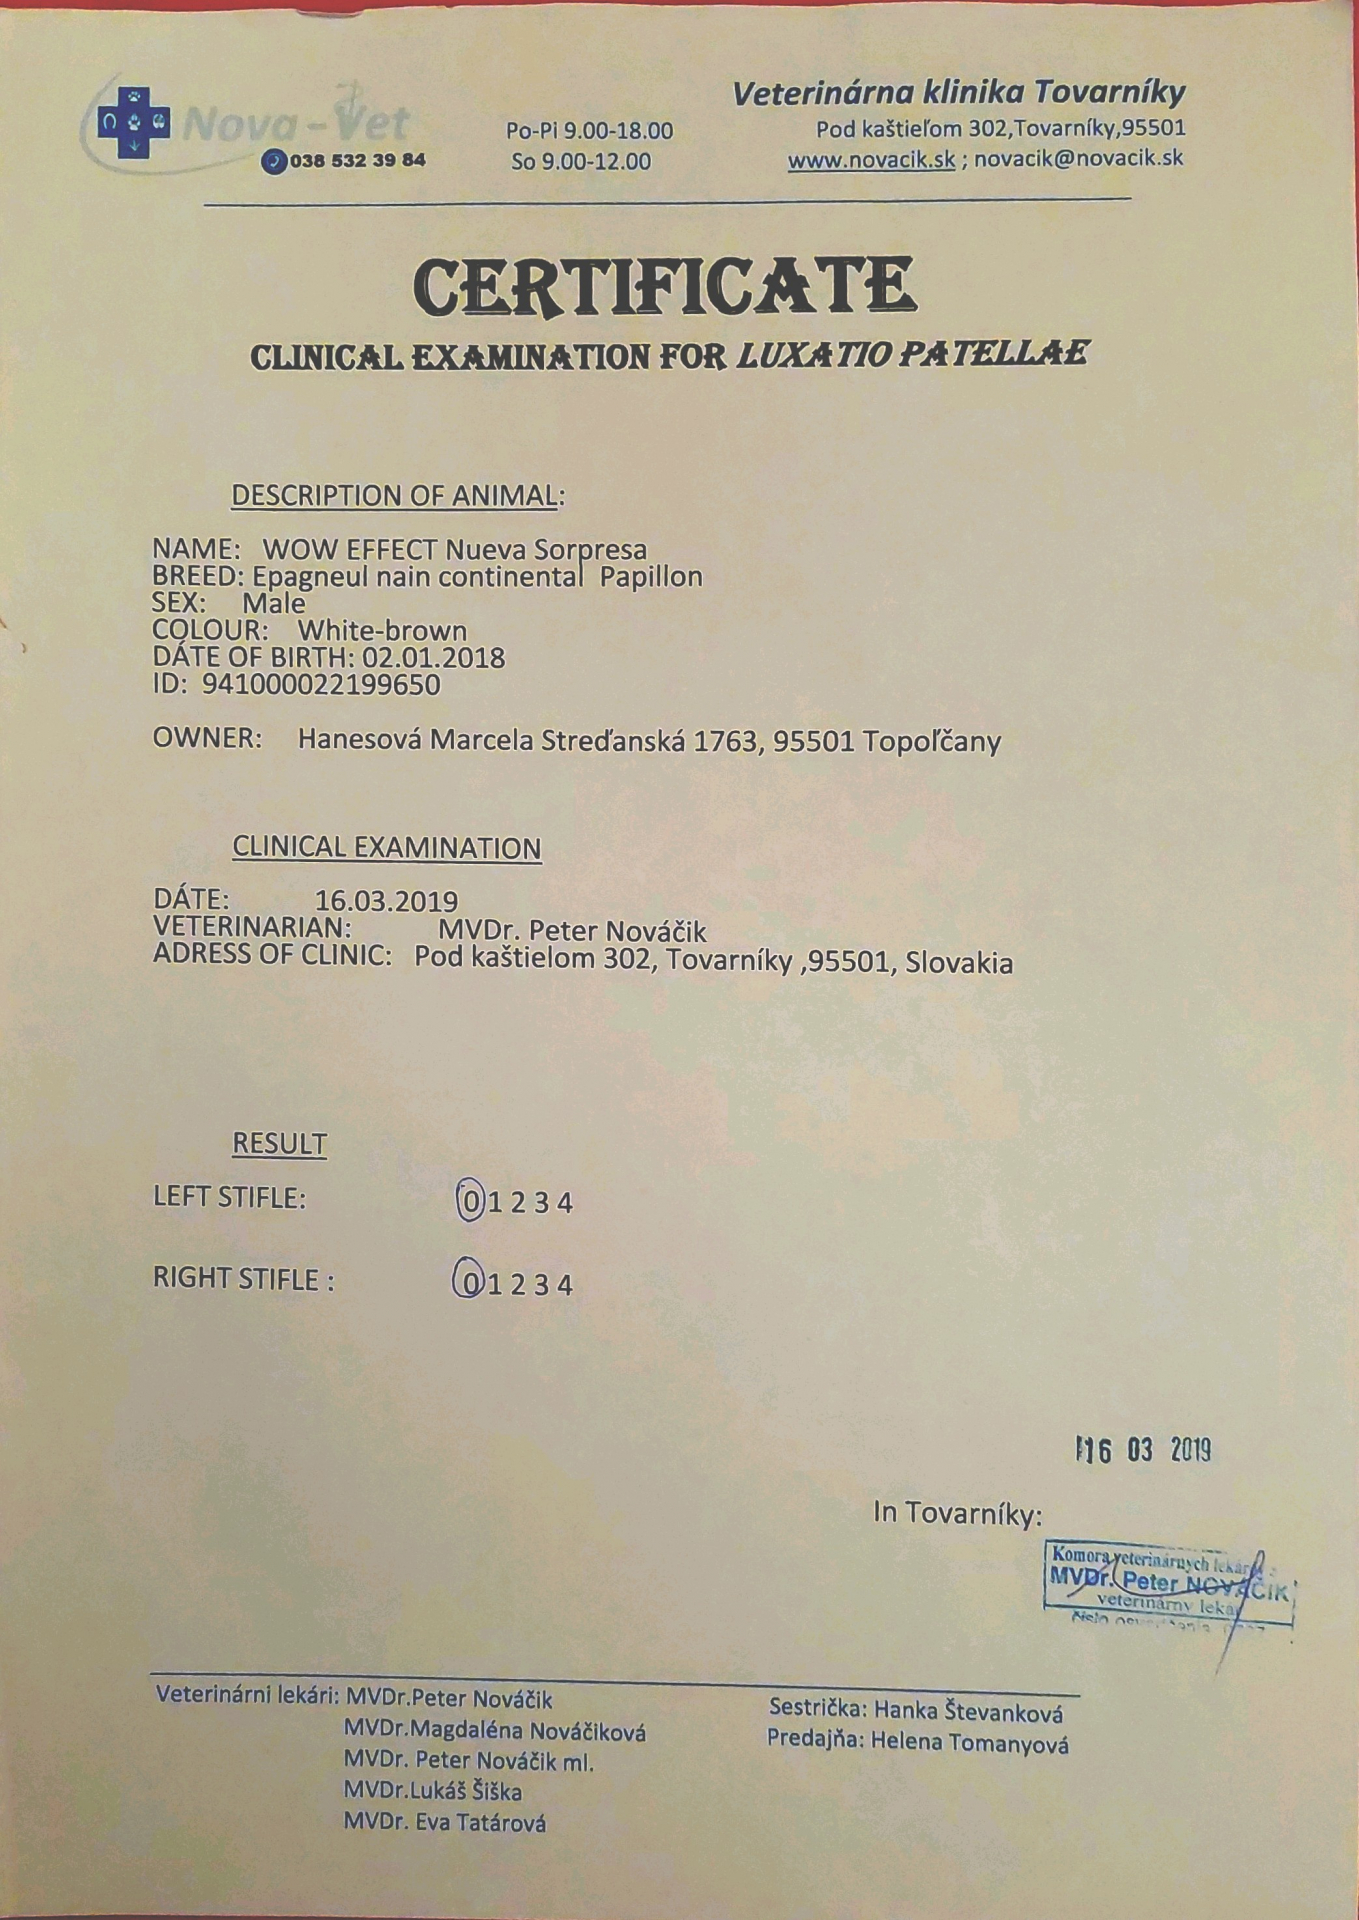 Nova-Vet
038 532 39 84
Po-Pi 9.00-18.00
So 9.00-12.00
Veterinárna klinika Tovarníky
Pod kaštieľom 302,Tovarníky,95501
www.novacik.sk ; novacik@novacik.sk
CERTIFICATE
CLINICAL EXAMINATION FOR LUXATIO PATELLAE
DESCRIPTION OF ANIMAL:
NAME: WOW EFFECT Nueva Sorpresa
BREED: Epagneul nain continental Papillon
SEX: Male
COLOUR: White-brown
DÁTE OF BIRTH: 02.01.2018
ID: 941000022199650
OWNER: Hanesová Marcela Streďanská 1763, 95501 Topoľčany
CLINICAL EXAMINATION
DÁTE: 16.03.2019
VETERINARIAN: MVDr. Peter Nováčik
ADRESS OF CLINIC: Pod kaštielom 302, Tovarníky ,95501, Slovakia
RESULT
LEFT STIFLE: 0 1 2 3 4
RIGHT STIFLE : 0 1 2 3 4
16 03 2019
In Tovarníky:
Komora veterinárnych
MVDr. Peter NOVÁČIK
veterinárny lekár
číslo
Veterinárni lekári: MVDr.Peter Nováčik
MVDr.Magdaléna Nováčiková
MVDr. Peter Nováčik ml.
MVDr.Lukáš Šiška
MVDr. Eva Tatárová
Sestrička: Hanka Števanková
Predajňa: Helena Tomanyová